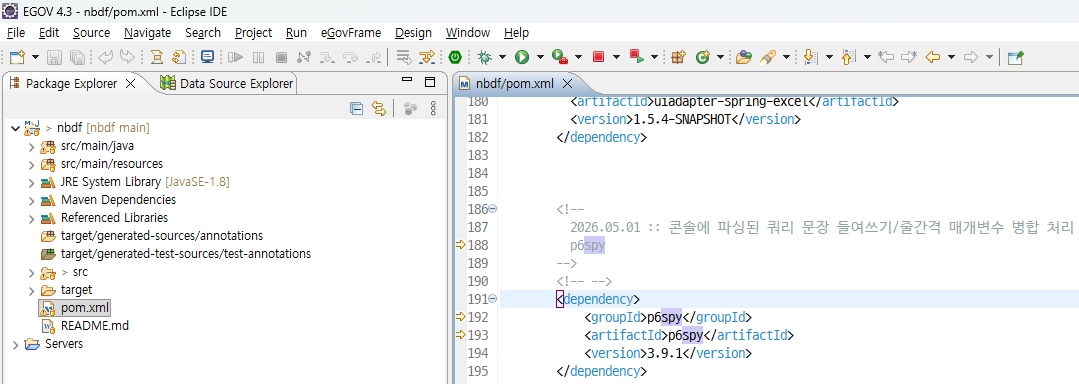 EGOV 4.3 - nbdf/pom.xml - Eclipse IDE
File Edit Source Navigate Search Project Run eGovFrame Design Window Help
Package Explorer
Data Source Explorer
nbdf [nbdf main]
> src/main/java
src/main/resources
JRE System Library [JavaSE-1.8]
Maven Dependencies
Referenced Libraries
target/generated-sources/annotations
target/generated-test-sources/test-annotations
> src
target
pom.xml
README.md
Servers
nbdf/pom.xml
180 <artifactId>uiadapter-spring-excel</artifactId>
181 <version>1.5.4-SNAPSHOT</version>
182 </dependency>
183
184
185
186 <!--
187 2026.05.01 :: 콘솔에 파싱된 쿼리 문장 들여쓰기/줄간격 매개변수 병합 처리
188 p6spy
189 -->
190 <!-- -->
191 <dependency>
192 <groupId>p6spy</groupId>
193 <artifactId>p6spy</artifactId>
194 <version>3.9.1</version>
195 </dependency>